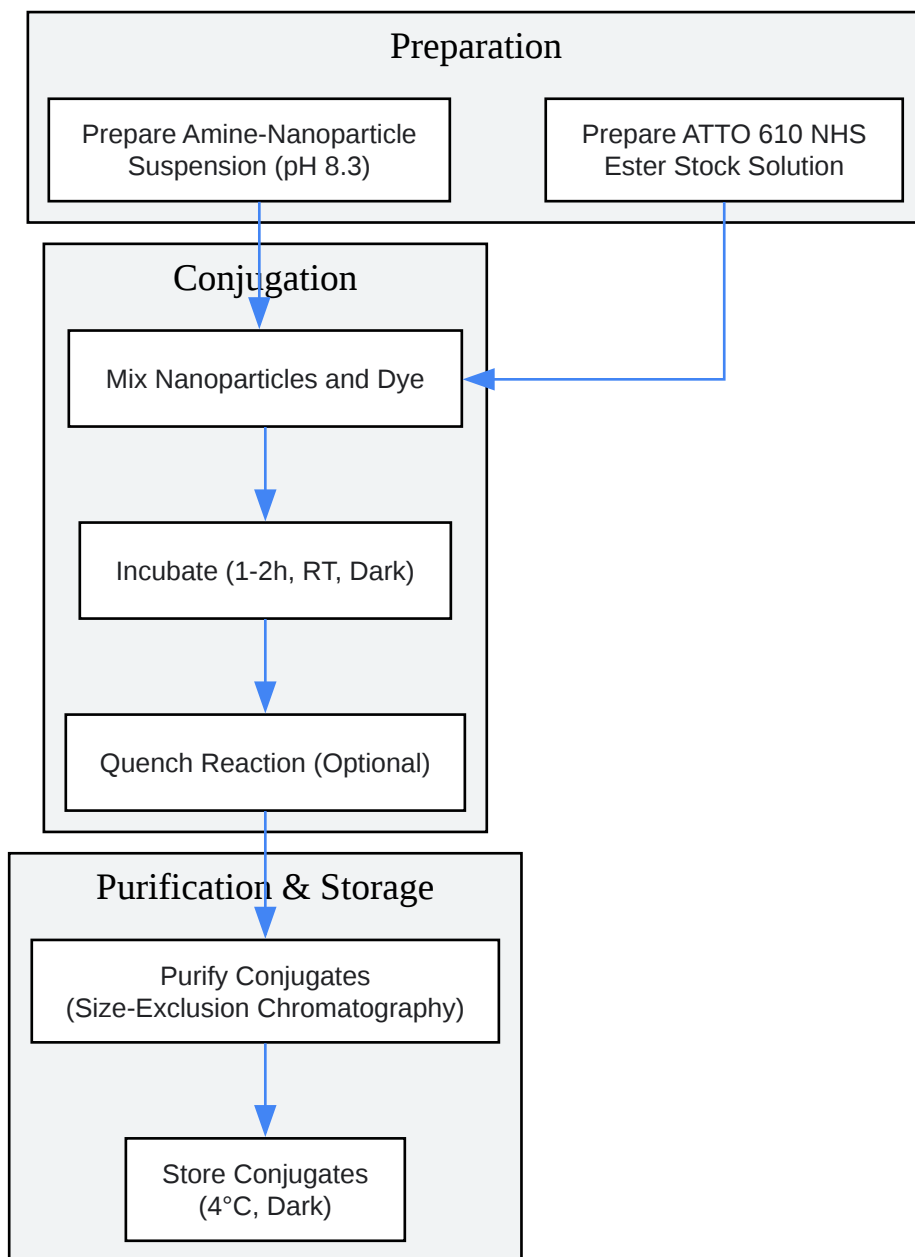 Preparation
Prepare Amine-Nanoparticle
Suspension (pH 8.3)
Prepare ATTO 610 NHS
Ester Stock Solution
Conjugation
Mix Nanoparticles and Dye
Incubate (1-2h, RT, Dark)
Quench Reaction (Optional)
Purification & Storage
Purify Conjugates
(Size-Exclusion Chromatography)
Store Conjugates
(4°C, Dark)